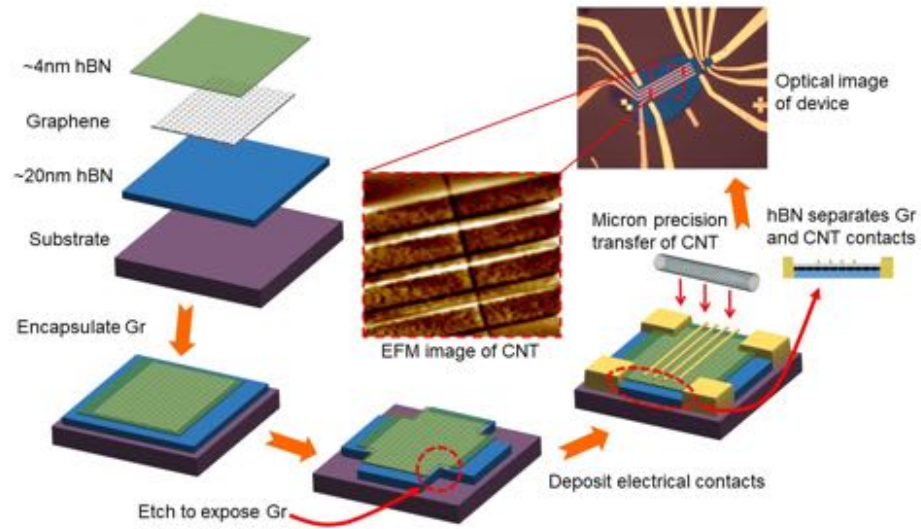 ~4nm hBN
Graphene
~20nm hBN
Substrate
Encapsulate Gr
Etch to expose Gr
Deposit electrical contacts
EFM image of CNT
Micron precision
transfer of CNT
hBN separates Gr
and CNT contacts
Optical image
of device